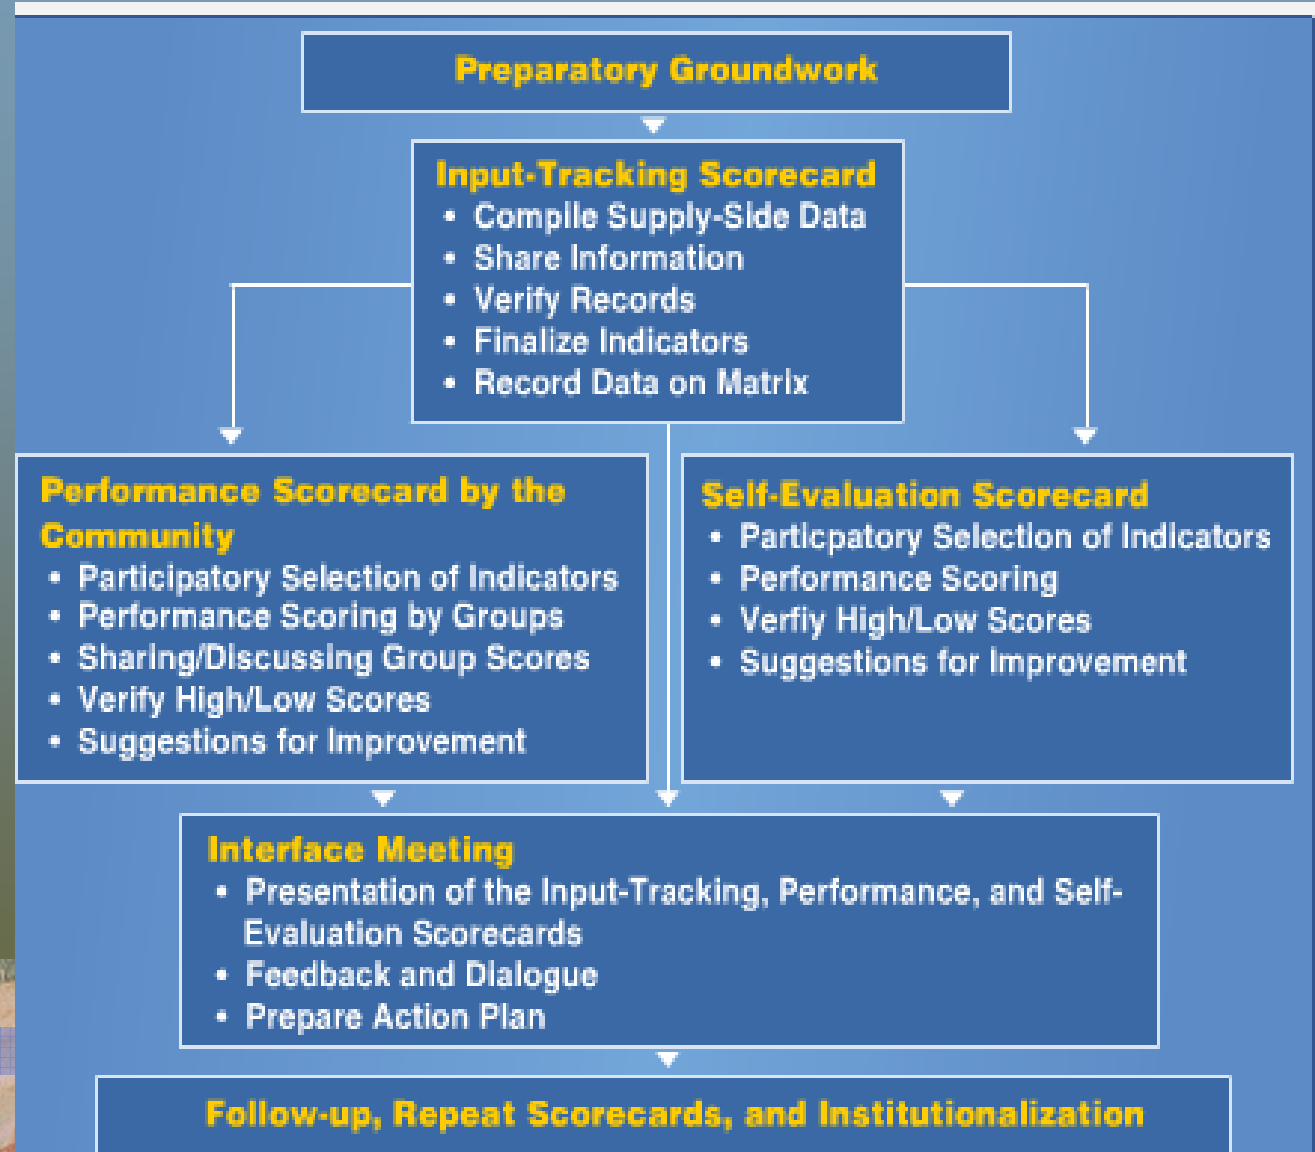 Preparatory Groundwork
Input-Tracking Scorecard
• Compile Supply-Side Data
• Share Information
• Verify Records
• Finalize Indicators
• Record Data on Matrix
Performance Scorecard by the
Community
• Participatory Selection of Indicators
• Performance Scoring by Groups
• Sharing/Discussing Group Scores
• Verify High/Low Scores
• Suggestions for Improvement
Self-Evaluation Scorecard
• Particpatory Selection of Indicators
• Performance Scoring
• Verfiy High/Low Scores
• Suggestions for Improvement
Interface Meeting
• Presentation of the Input-Tracking, Performance, and Self-
Evaluation Scorecards
• Feedback and Dialogue
• Prepare Action Plan
Follow-up, Repeat Scorecards, and Institutionalization